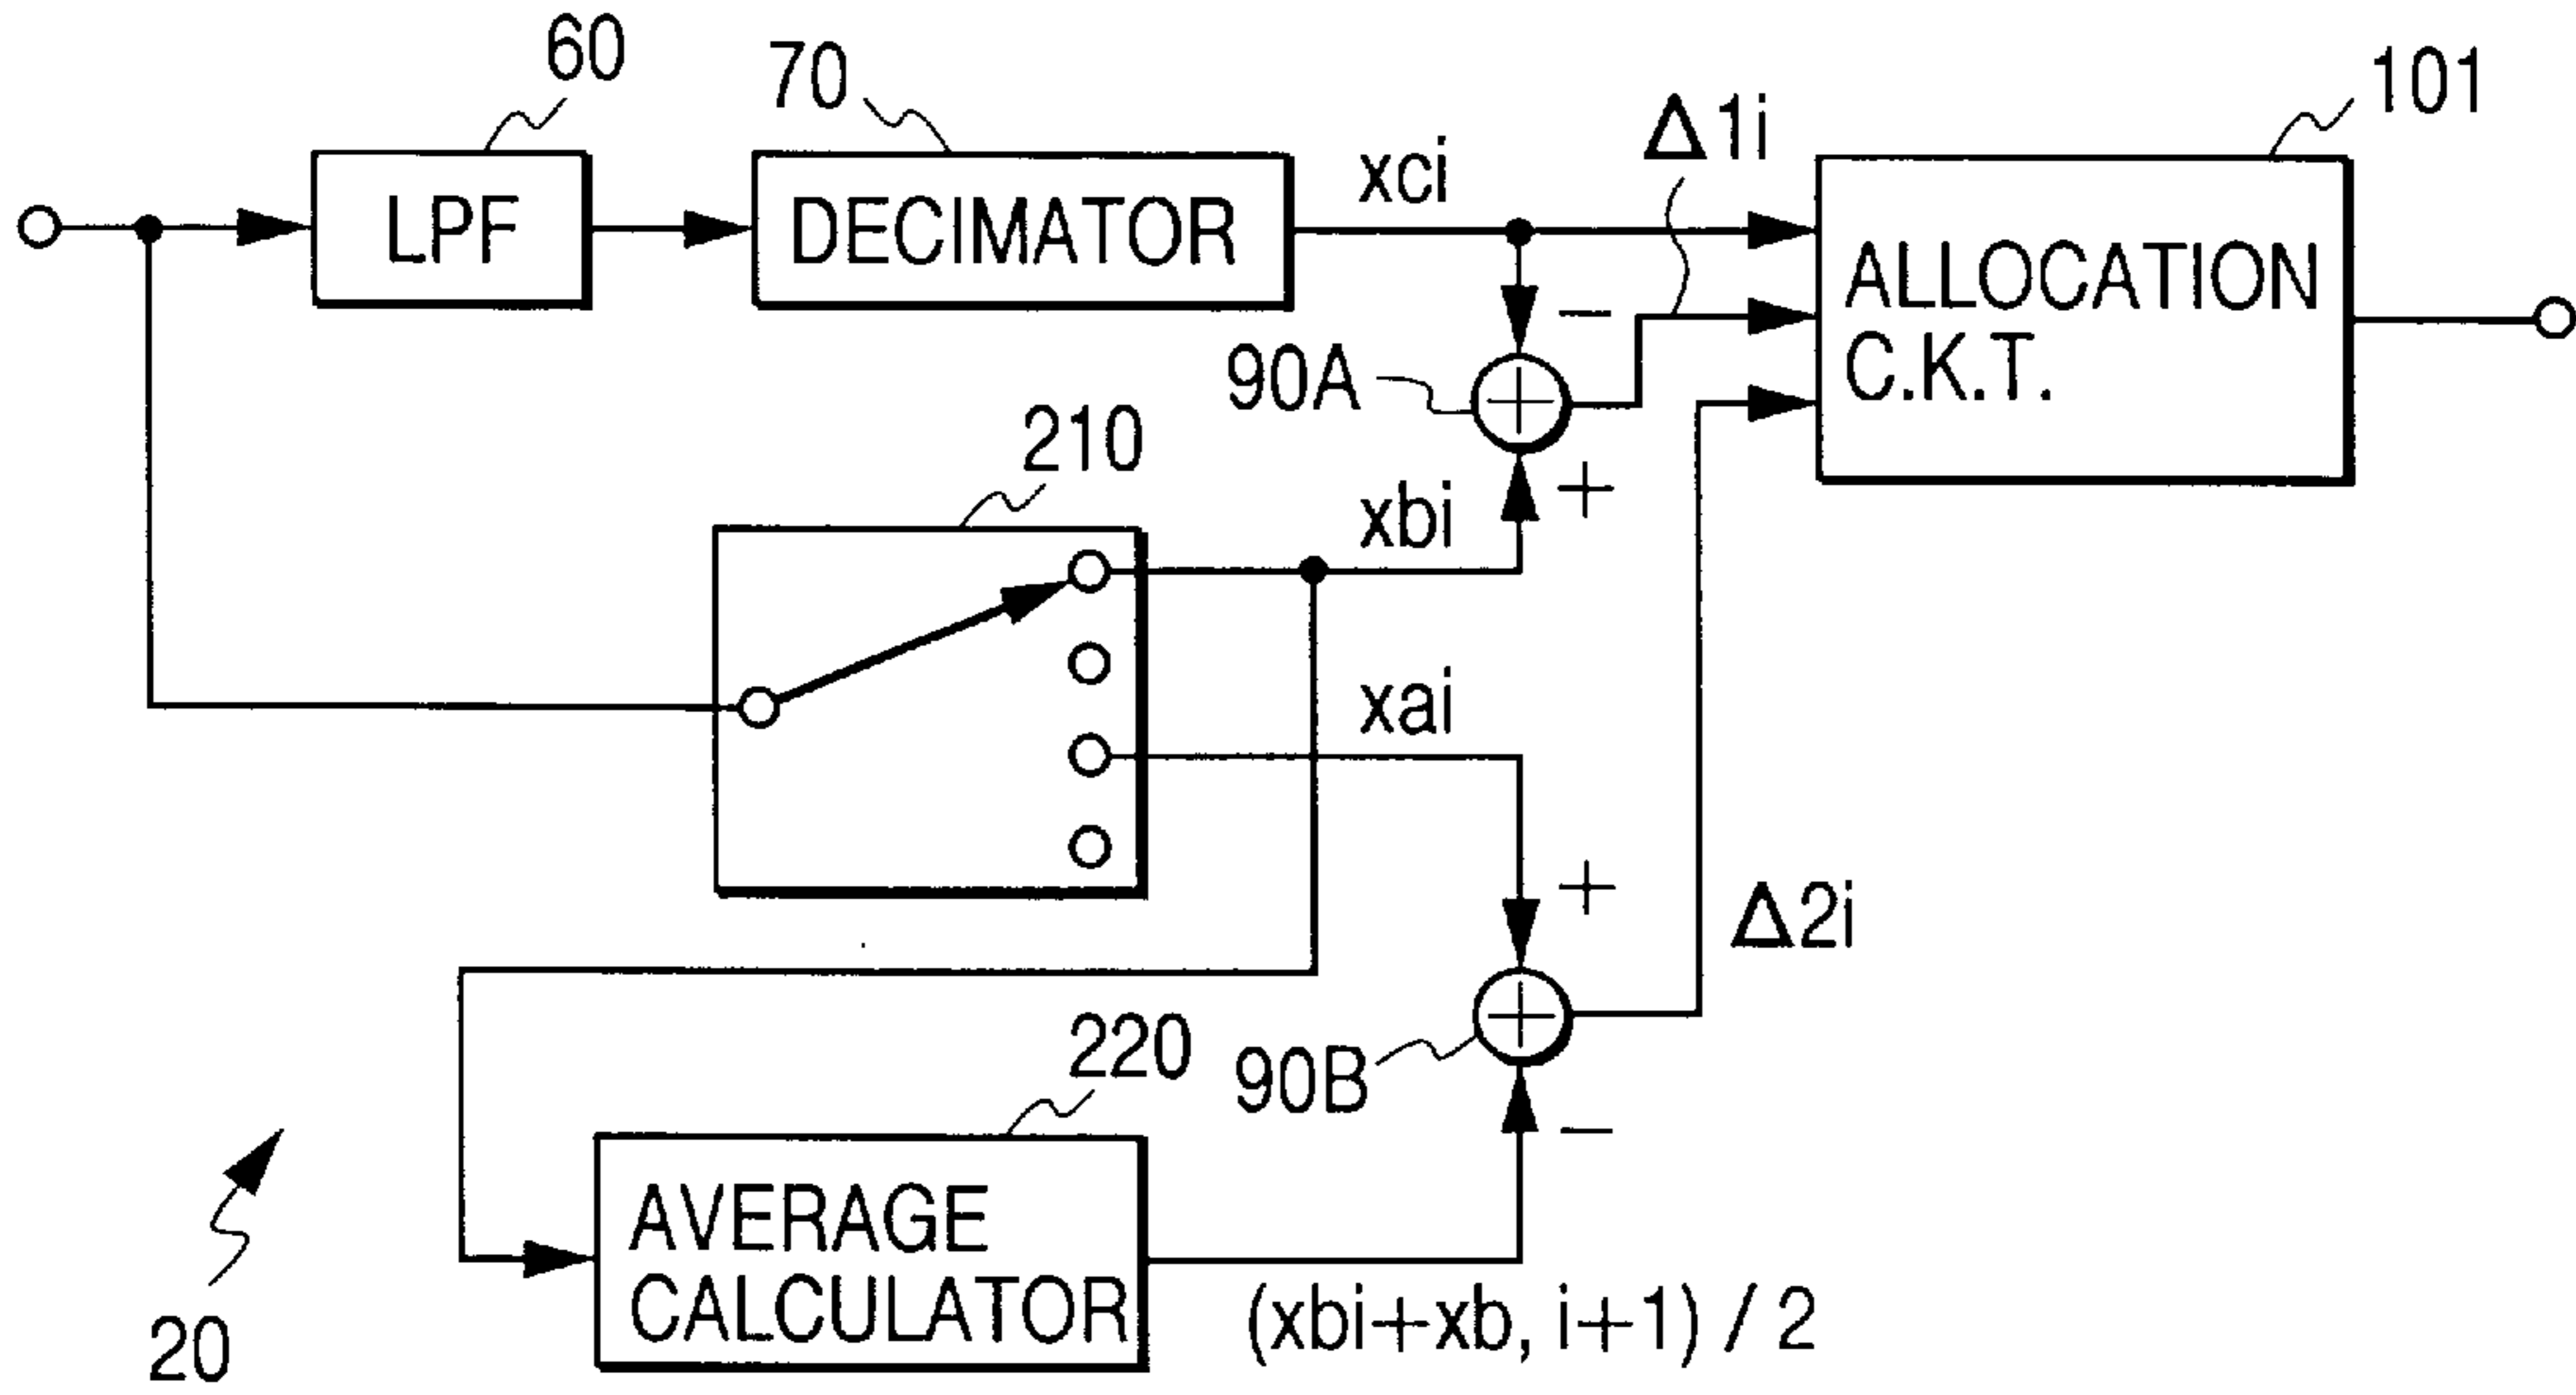 60
70
101
Δ1i
xci
LPF
DECIMATOR
ALLOCATION
C.K.T.
−
90A
210
+
xbi
xai
+
Δ2i
220
90B
−
AVERAGE
CALCULATOR
(xbi+xb, i+1) / 2
20